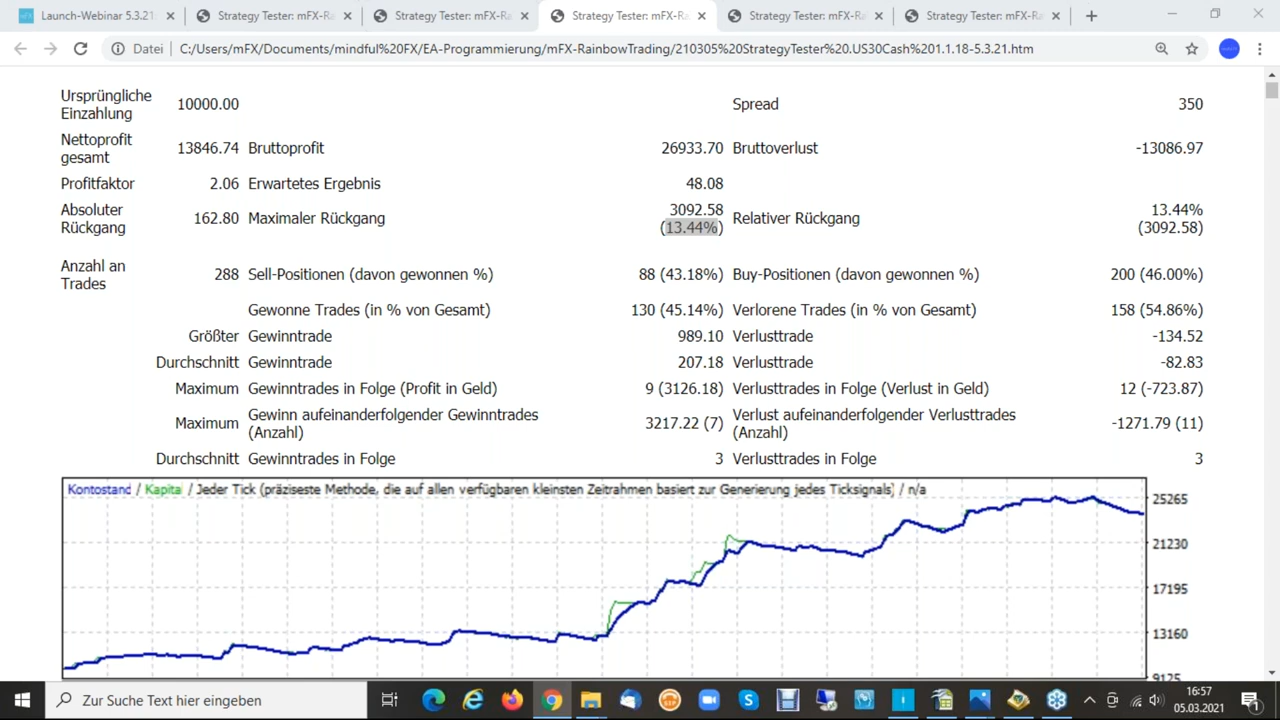 Launch-Webinar 5.3.21
Strategy Tester: mFX-Ra
Strategy Tester: mFX-Ra
Strategy Tester: mFX-Ra
Strategy Tester: mFX-Ra
Strategy Tester: mFX-Ra
Datei
C:/Users/mFX/Documents/mindful%20FX/EA-Programmierung/mFX-RainbowTrading/210305%20StrategyTester%20.US30Cash%201.1.18-5.3.21.htm
Ursprüngliche
Einzahlung
10000.00
Spread
350
Nettoprofit
gesamt
13846.74 Bruttoprofit
26933.70 Bruttoverlust
-13086.97
Profitfaktor
2.06 Erwartetes Ergebnis
48.08
Absoluter
Rückgang
162.80 Maximaler Rückgang
3092.58
(13.44%)
Relativer Rückgang
13.44%
(3092.58)
Anzahl an
Trades
288 Sell-Positionen (davon gewonnen %)
88 (43.18%) Buy-Positionen (davon gewonnen %)
200 (46.00%)
Gewonne Trades (in % von Gesamt)
130 (45.14%) Verlorene Trades (in % von Gesamt)
158 (54.86%)
Größter Gewinntrade
989.10 Verlusttrade
-134.52
Durchschnitt Gewinntrade
207.18 Verlusttrade
-82.83
Maximum Gewinntrades in Folge (Profit in Geld)
9 (3126.18) Verlusttrades in Folge (Verlust in Geld)
12 (-723.87)
Maximum
Gewinn aufeinanderfolgender Gewinntrades
(Anzahl)
3217.22 (7)
Verlust aufeinanderfolgender Verlusttrades
(Anzahl)
-1271.79 (11)
Durchschnitt Gewinntrades in Folge
3 Verlusttrades in Folge
3
Kontostand / Kapital / Jeder Tick (präziseste Methode, die auf allen verfügbaren kleinsten Zeitrahmen basiert zur Generierung jedes Ticksignals) / n/a
25265
21230
17195
13160
9125
Zur Suche Text hier eingeben
16:57
05.03.2021